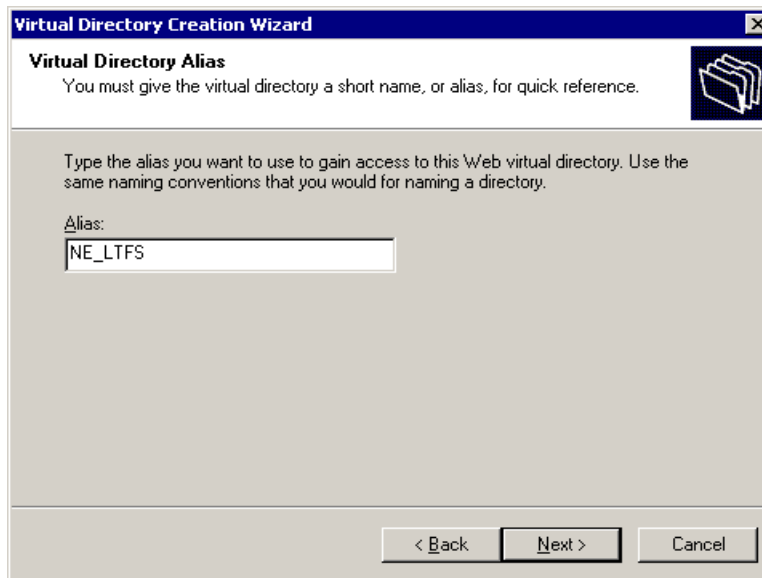 Virtual Directory Creation Wizard
Virtual Directory Alias
You must give the virtual directory a short name, or alias, for quick reference.
Type the alias you want to use to gain access to this Web virtual directory. Use the
same naming conventions that you would for naming a directory.
Alias:
NE_LTFS
< Back Next > Cancel